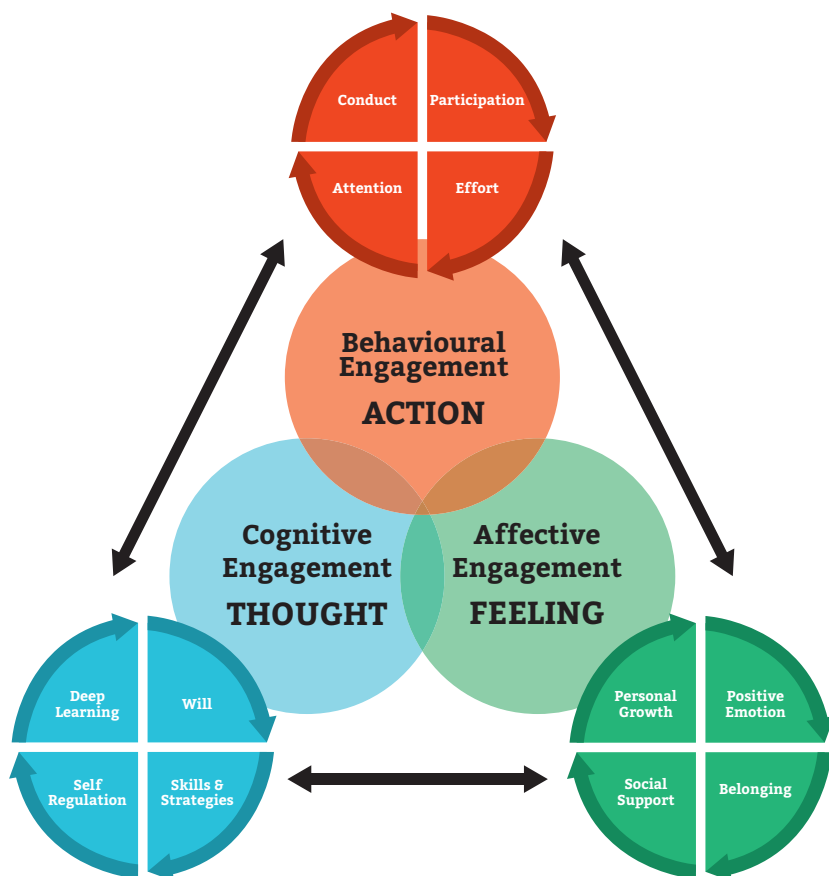 Conduct
Participation
Attention
Effort
Behavioural
Engagement
ACTION
Cognitive
Engagement
THOUGHT
Affective
Engagement
FEELING
Deep
Learning
Will
Self
Regulation
Skills &
Strategies
Personal
Growth
Positive
Emotion
Social
Support
Belonging